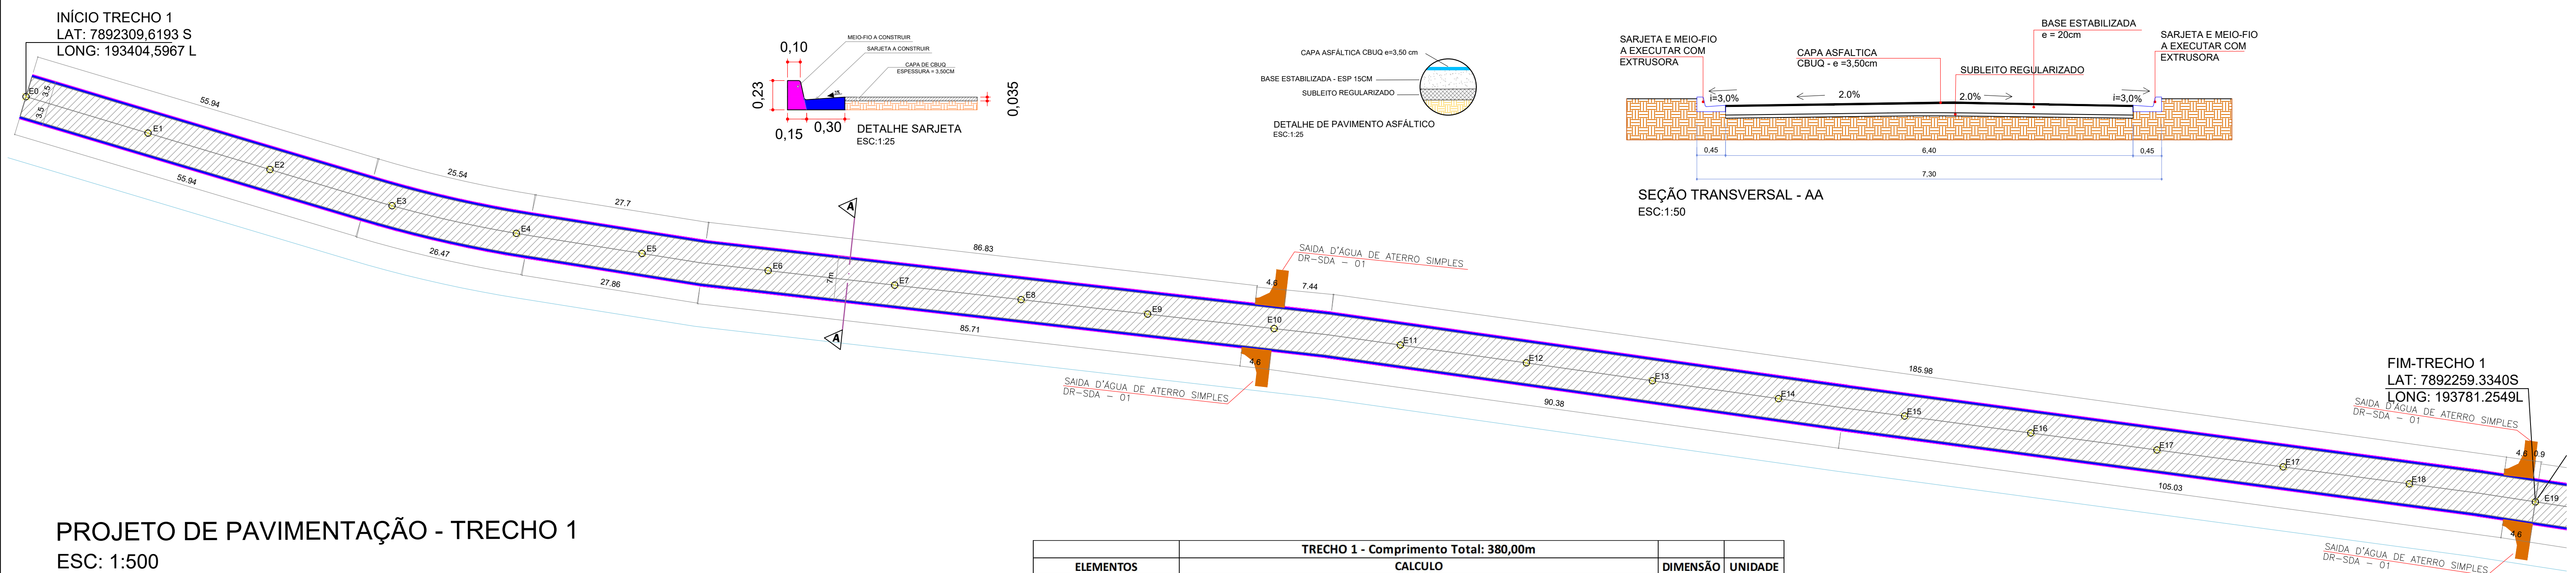 INÍCIO TRECHO 1
LAT: 7892309,6193 S
LONG: 193404,5967 L
E0
3.5
3.5
55.94
55.94
E1
E2
E3
25.54
26.47
E4
27.7
27.86
E5
E6
A
7m
A
E7
86.83
85.71
E8
E9
E10
4.6
7.44
4.6
SAIDA D'ÁGUA DE ATERRO SIMPLES
DR-SDA - 01
SAIDA D'ÁGUA DE ATERRO SIMPLES
DR-SDA - 01
E11
E12
E13
E14
E15
E16
E17
E17
E18
E19
185.98
90.38
105.03
4.6
0.9
4.6
SAIDA D'ÁGUA DE ATERRO SIMPLES
DR-SDA - 01
SAIDA D'ÁGUA DE ATERRO SIMPLES
DR-SDA - 01
FIM-TRECHO 1
LAT: 7892259.3340S
LONG: 193781.2549L
MEIO-FIO A CONSTRUIR
SARJETA A CONSTRUIR
CAPA DE CBUQ
ESPESSURA = 3,50CM
0,10
0,23
0,15
0,30
0,035
DETALHE SARJETA
ESC:1:25
CAPA ASFÁLTICA CBUQ e=3,50 cm
BASE ESTABILIZADA - ESP 15CM
SUBLEITO REGULARIZADO
DETALHE DE PAVIMENTO ASFÁLTICO
ESC:1:25
SARJETA E MEIO-FIO
A EXECUTAR COM
EXTRUSORA
CAPA ASFALTICA
CBUQ - e =3,50cm
BASE ESTABILIZADA
e = 20cm
SUBLEITO REGULARIZADO
SARJETA E MEIO-FIO
A EXECUTAR COM
EXTRUSORA
i=3,0%
2.0%
2.0%
i=3,0%
0,45
6,40
0,45
7,30
SEÇÃO TRANSVERSAL - AA
ESC:1:50
PROJETO DE PAVIMENTAÇÃO - TRECHO 1
ESC: 1:500
TRECHO 1 - Comprimento Total: 380,00m
ELEMENTOS CALCULO DIMENSÃO UNIDADE